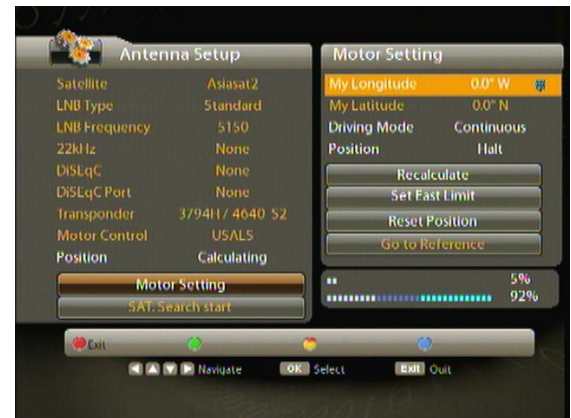 Antenna Setup
Satellite Asiasat2
LNB Type Standard
LNB Frequency 5150
22kHz None
DiSEqC None
DiSEqC Port None
Transponder 3794H / 4640 S2
Motor Control USALS
Position Calculating
Motor Setting
SAT. Search start
Motor Setting
My Longitude 0.0° W
My Latitude 0.0° N
Driving Mode Continuous
Position Halt
Recalculate
Set East Limit
Reset Position
Go to Reference
5%
92%
Exit
Navigate OK Select Exit Quit